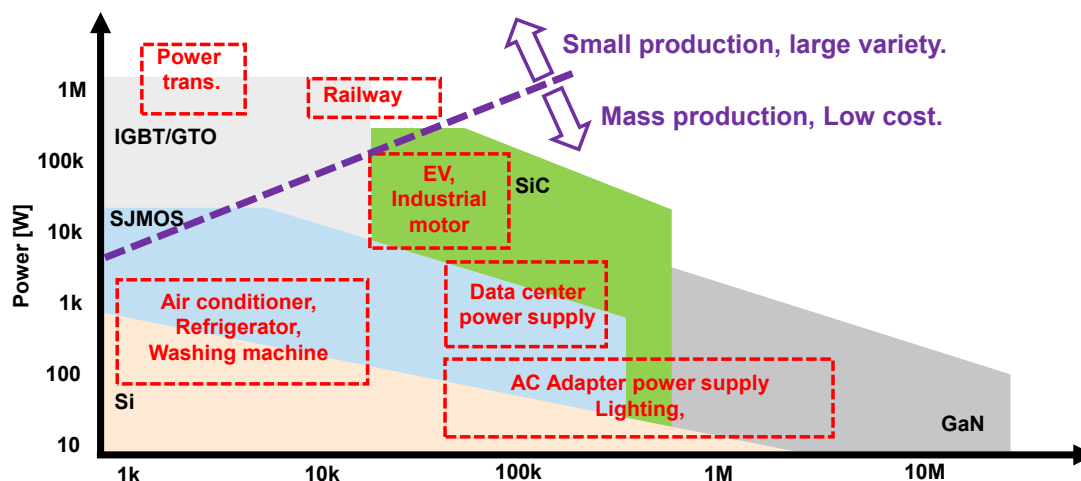 Small production, large variety.
Mass production, Low cost.
Power
trans.
Railway
IGBT/GTO
EV,
Industrial
motor
SiC
SJMOS
Air conditioner,
Refrigerator,
Washing machine
Data center
power supply
AC Adapter power supply
Lighting,
Si
GaN
Power [W]
1M
100k
10k
1k
100
10
1k
10k
100k
1M
10M